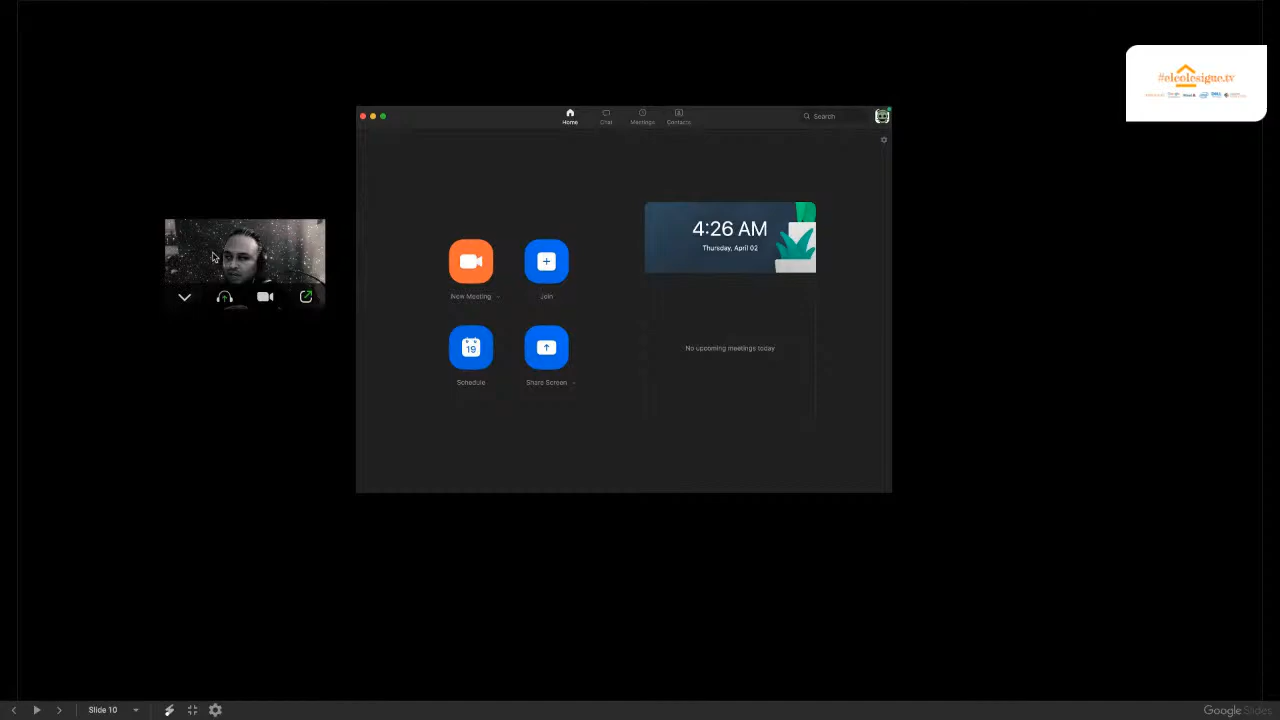 #elcolesigue.tv
Home
Chat
Meetings
Contacts
Search
4:26 AM
Thursday, April 02
New Meeting
Join
No upcoming meetings today
19
Schedule
Share Screen
Slide 10
Google Slides